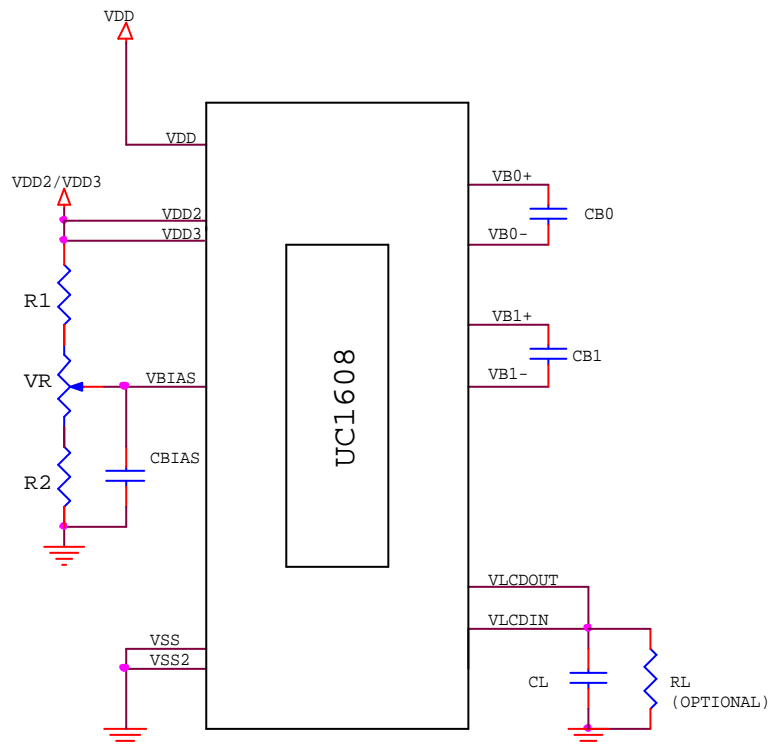 VDD
VDD
VDD2/VDD3
VDD2
VDD3
R1
VR
VBIAS
CBIAS
R2
VSS
VSS2
UC1608
VB0+
CB0
VB0-
VB1+
CB1
VB1-
VLCDOUT
VLCDIN
CL
RL
(OPTIONAL)